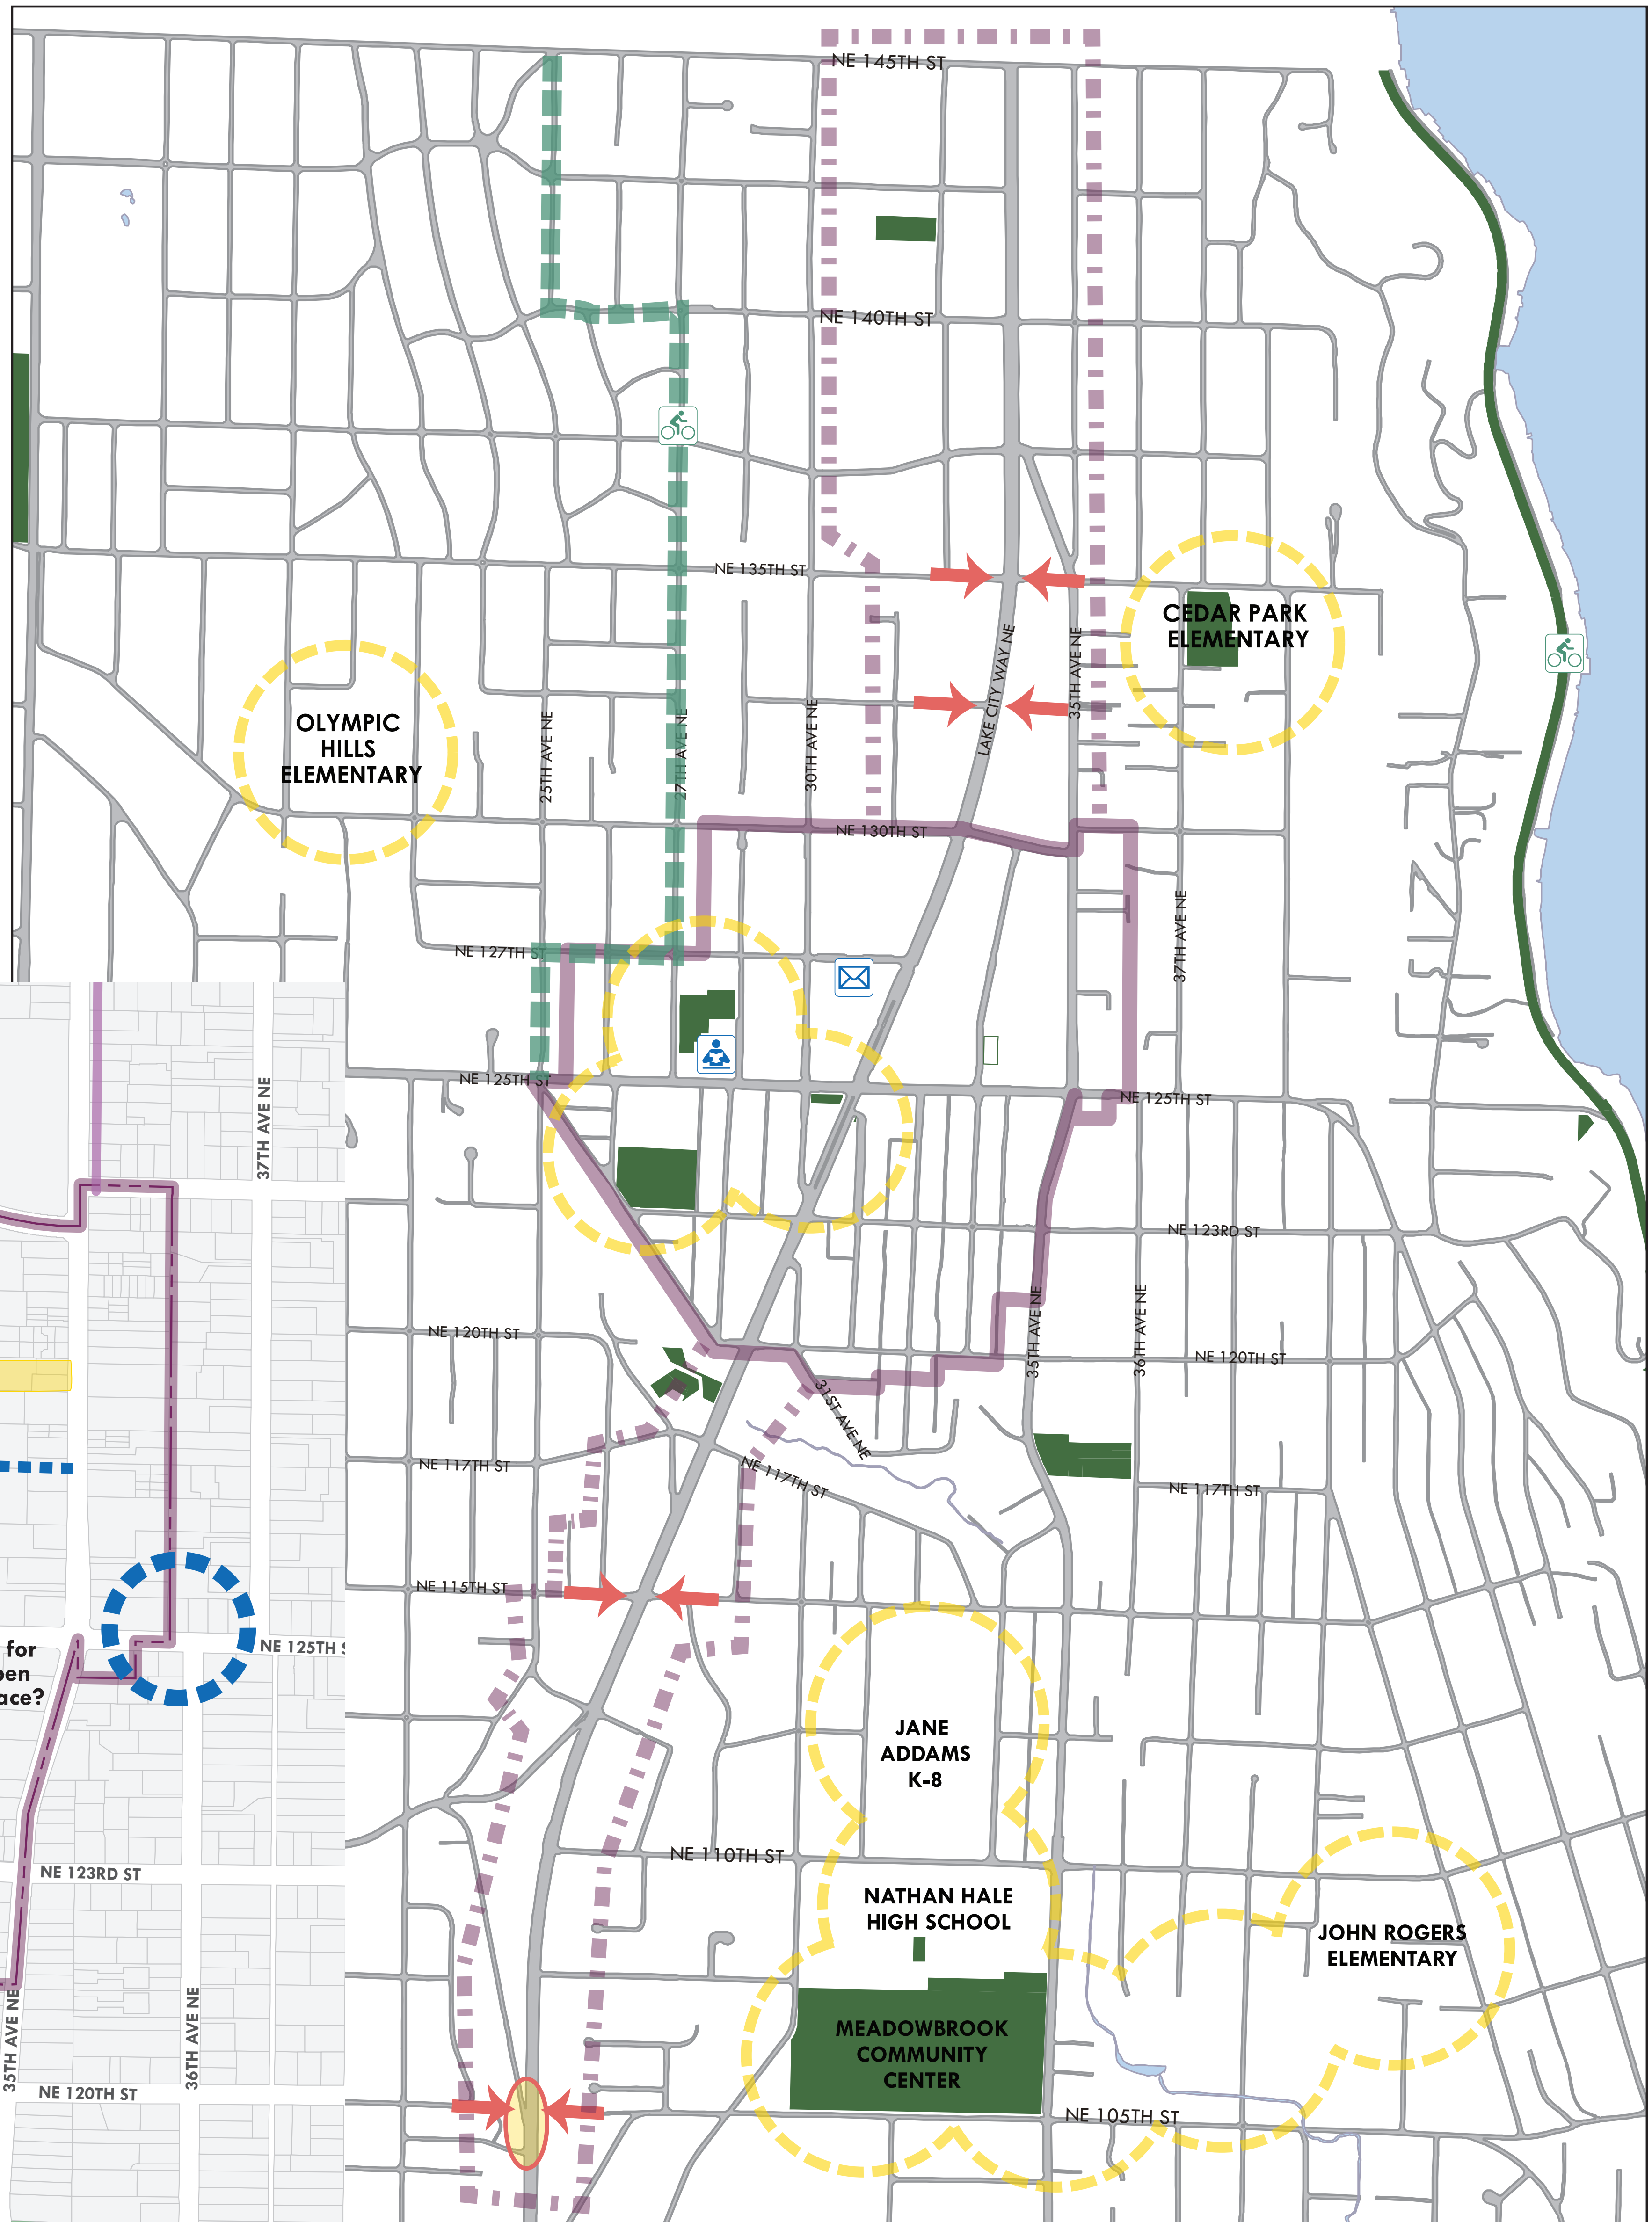 NE 145TH ST
NE 140TH ST
NE 135TH ST
CEDAR PARK
ELEMENTARY
LAKE CITY WAY NE
35TH AVE NE
OLYMPIC
HILLS
ELEMENTARY
25TH AVE NE
27TH AVE NE
30TH AVE NE
NE 130TH ST
37TH AVE NE
NE 127TH ST
NE 125TH ST
NE 125TH ST
37TH AVE NE
NE 123RD ST
NE 120TH ST
35TH AVE NE
36TH AVE NE
NE 120TH ST
31ST AVE NE
NE 117TH ST
NE 117TH ST
NE 117TH ST
NE 115TH ST
for
NE 125TH S
ace?
JANE
ADDAMS
K-8
NE 110TH ST
NE 123RD ST
NATHAN HALE
HIGH SCHOOL
JOHN ROGERS
ELEMENTARY
35TH AVE NE
36TH AVE NE
MEADOWBROOK
COMMUNITY
CENTER
NE 120TH ST
NE 105TH ST